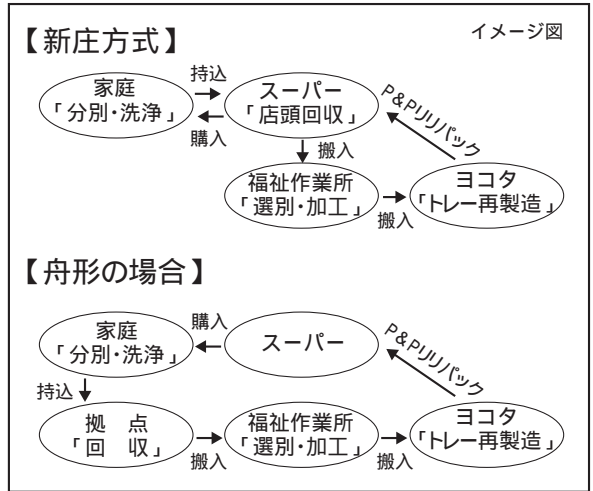 【新庄方式】
イメージ図
家庭
「分別・洗浄」
持込
購入
スーパー
「店頭回収」
P&Pリリパック
搬入
福祉作業所
「選別・加工」
搬入
ヨコタ
「トレー再製造」
【舟形の場合】
家庭
「分別・洗浄」
購入
スーパー
P&Pリリパック
持込
拠 点
「回 収」
搬入
福祉作業所
「選別・加工」
搬入
ヨコタ
「トレー再製造」